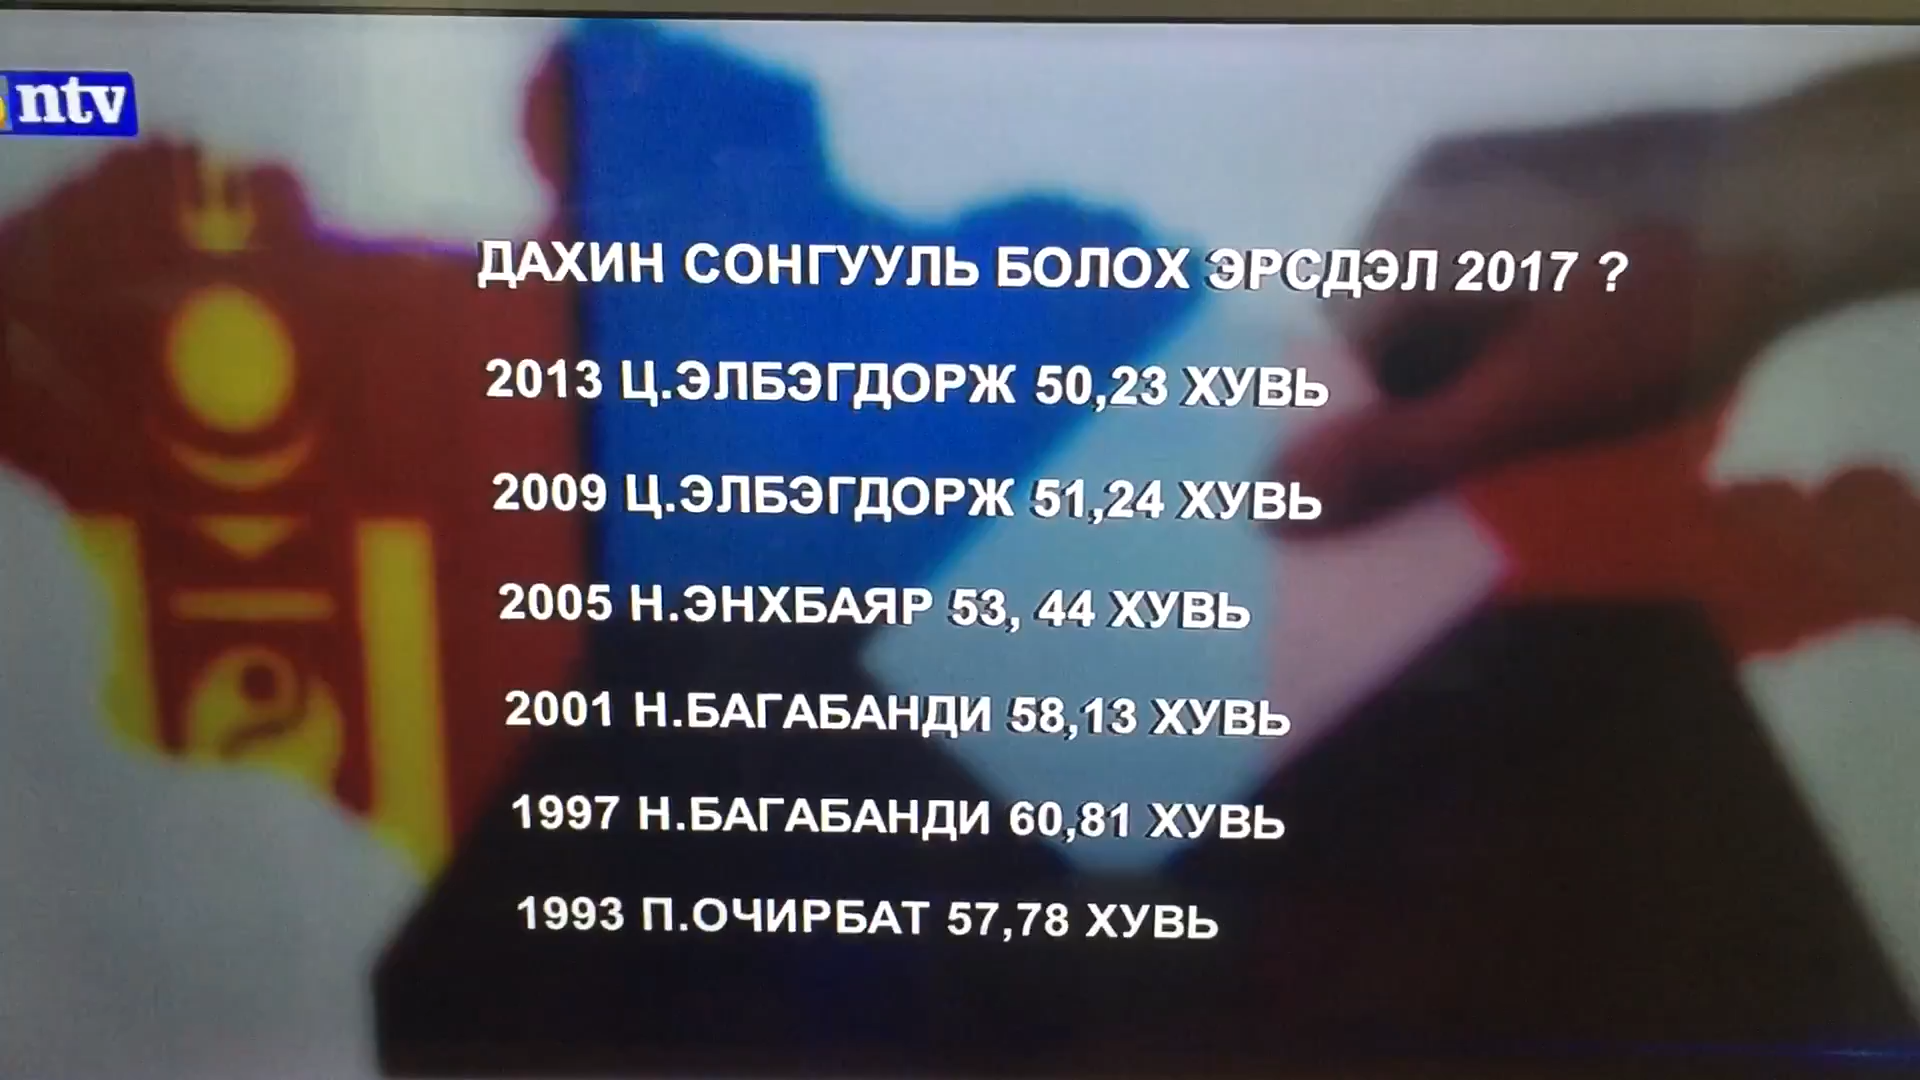 ntv
ДАХИН СОНГУУЛЬ БОЛОХ ЭРСДЭЛ 2017 ?
2013 Ц.ЭЛБЭГДОРЖ 50,23 ХУВЬ
2009 Ц.ЭЛБЭГДОРЖ 51,24 ХУВЬ
2005 Н.ЭНХБАЯР 53, 44 ХУВЬ
2001 Н.БАГАБАНДИ 58,13 ХУВЬ
1997 Н.БАГАБАНДИ 60,81 ХУВЬ
1993 П.ОЧИРБАТ 57,78 ХУВЬ